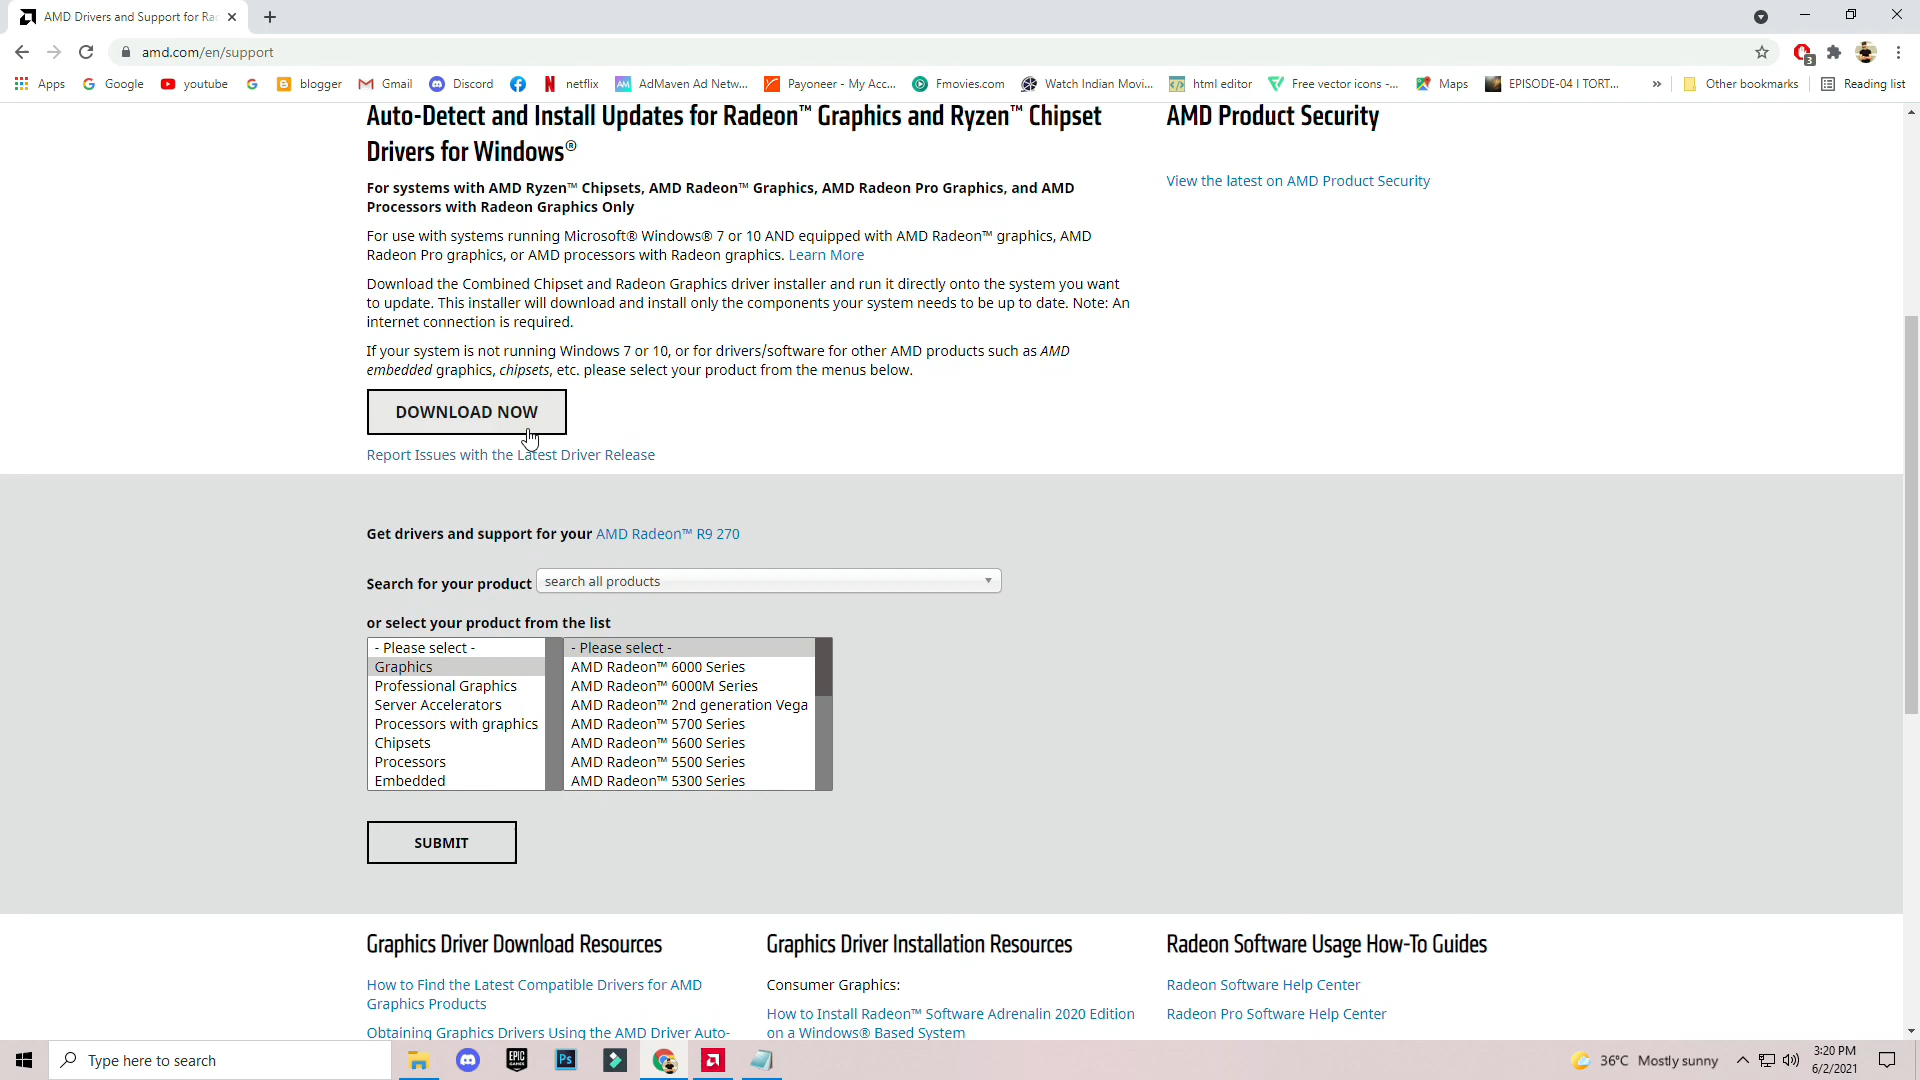 AMD Drivers and Support for Rad
amd.com/en/support
3
Apps
Google
youtube
blogger
Gmail
Discord
netflix
AM
AdMaven Ad Netw...
Payoneer - My Acc...
Fmovies.com
Watch Indian Movi...
html editor
Free vector icons -...
Maps
EPISODE-04 I TORT...
»
Other bookmarks
Reading list
Auto-Detect and Install Updates for Radeon™ Graphics and Ryzen™ Chipset
Drivers for Windows®
For systems with AMD Ryzen™ Chipsets, AMD Radeon™ Graphics, AMD Radeon Pro Graphics, and AMD
Processors with Radeon Graphics Only
For use with systems running Microsoft® Windows® 7 or 10 AND equipped with AMD Radeon™ graphics, AMD
Radeon Pro graphics, or AMD processors with Radeon graphics. Learn More
Download the Combined Chipset and Radeon Graphics driver installer and run it directly onto the system you want
to update. This installer will download and install only the components your system needs to be up to date. Note: An
internet connection is required.
If your system is not running Windows 7 or 10, or for drivers/software for other AMD products such as AMD
embedded graphics, chipsets, etc. please select your product from the menus below.
DOWNLOAD NOW
Report Issues with the Latest Driver Release
AMD Product Security
View the latest on AMD Product Security
Get drivers and support for your AMD Radeon™ R9 270
Search for your product
search all products
or select your product from the list
- Please select -
Graphics
Professional Graphics
Server Accelerators
Processors with graphics
Chipsets
Processors
Embedded
- Please select -
AMD Radeon™ 6000 Series
AMD Radeon™ 6000M Series
AMD Radeon™ 2nd generation Vega
AMD Radeon™ 5700 Series
AMD Radeon™ 5600 Series
AMD Radeon™ 5500 Series
AMD Radeon™ 5300 Series
SUBMIT
Graphics Driver Download Resources
How to Find the Latest Compatible Drivers for AMD
Graphics Products
Obtaining Graphics Drivers Using the AMD Driver Auto-
Graphics Driver Installation Resources
Consumer Graphics:
How to Install Radeon™ Software Adrenalin 2020 Edition
on a Windows® Based System
Radeon Software Usage How-To Guides
Radeon Software Help Center
Radeon Pro Software Help Center
Type here to search
EPIC
GAMES
Ps
36°C Mostly sunny
3:20 PM
6/2/2021